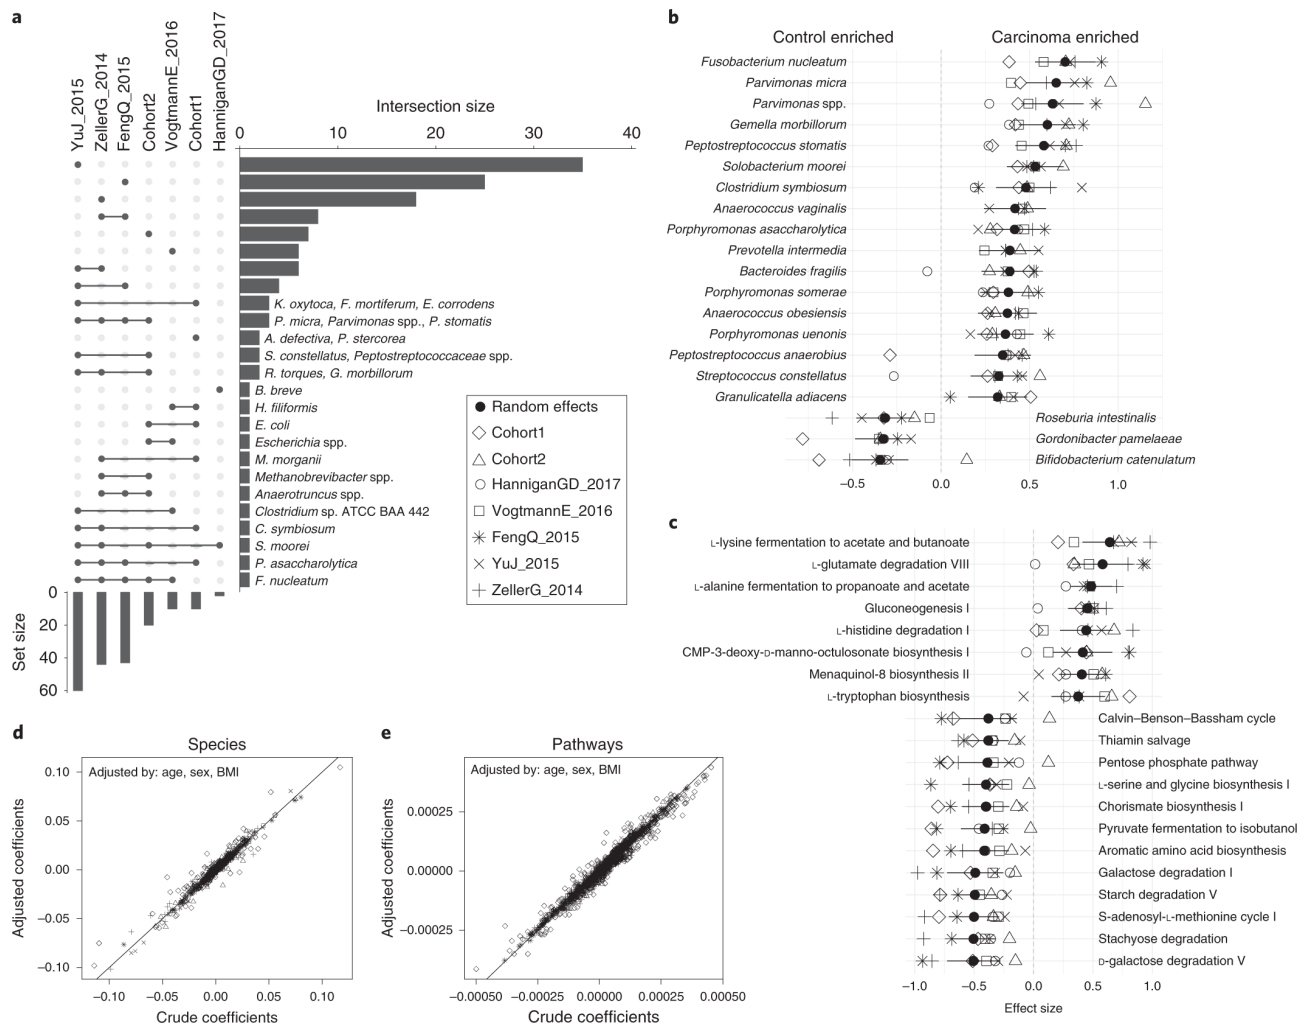 a
YuJ_2015
ZellerG_2014
FengQ_2015
Cohort2
VogtmannE_2016
Cohort1
HanniganGD_2017
Intersection size
0 10 20 30 40
K. oxytoca, F. mortiferum, E. corrodens
P. micra, Parvimonas spp., P. stomatis
A. defectiva, P. stercorea
S. constellatus, Peptostreptococcaceae spp.
R. torques, G. morbillorum
B. breve
H. filiformis
E. coli
Escherichia spp.
M. morganii
Methanobrevibacter spp.
Anaerotruncus spp.
Clostridium sp. ATCC BAA 442
C. symbiosum
S. moorei
P. asaccharolytica
F. nucleatum
Set size
0
20
40
60
Random effects
Cohort1
Cohort2
HanniganGD_2017
VogtmannE_2016
FengQ_2015
YuJ_2015
ZellerG_2014
b
Control enriched Carcinoma enriched
Fusobacterium nucleatum
Parvimonas micra
Parvimonas spp.
Gemella morbillorum
Peptostreptococcus stomatis
Solobacterium moorei
Clostridium symbiosum
Anaerococcus vaginalis
Porphyromonas asaccharolytica
Prevotella intermedia
Bacteroides fragilis
Porphyromonas somerae
Anaerococcus obesiensis
Porphyromonas uenonis
Peptostreptococcus anaerobius
Streptococcus constellatus
Granulicatella adiacens
Roseburia intestinalis
Gordonibacter pamelaeae
Bifidobacterium catenulatum
−0.5 0.0 0.5 1.0
c
L-lysine fermentation to acetate and butanoate
L-glutamate degradation VIII
L-alanine fermentation to propanoate and acetate
Gluconeogenesis I
L-histidine degradation I
CMP-3-deoxy-D-manno-octulosonate biosynthesis I
Menaquinol-8 biosynthesis II
L-tryptophan biosynthesis
Calvin–Benson–Bassham cycle
Thiamin salvage
Pentose phosphate pathway
L-serine and glycine biosynthesis I
Chorismate biosynthesis I
Pyruvate fermentation to isobutanol
Aromatic amino acid biosynthesis
Galactose degradation I
Starch degradation V
S-adenosyl-L-methionine cycle I
Stachyose degradation
D-galactose degradation V
−1.0 −0.5 0.0 0.5 1.0
Effect size
d
Species
Adjusted by: age, sex, BMI
Adjusted coefficients
0.10
0.05
0.00
−0.05
−0.10
−0.10 −0.05 0.00 0.05 0.10
Crude coefficients
e
Pathways
Adjusted by: age, sex, BMI
Adjusted coefficients
0.00025
0.00000
−0.00025
−0.00050 −0.00025 0.00000 0.00025 0.00050
Crude coefficients